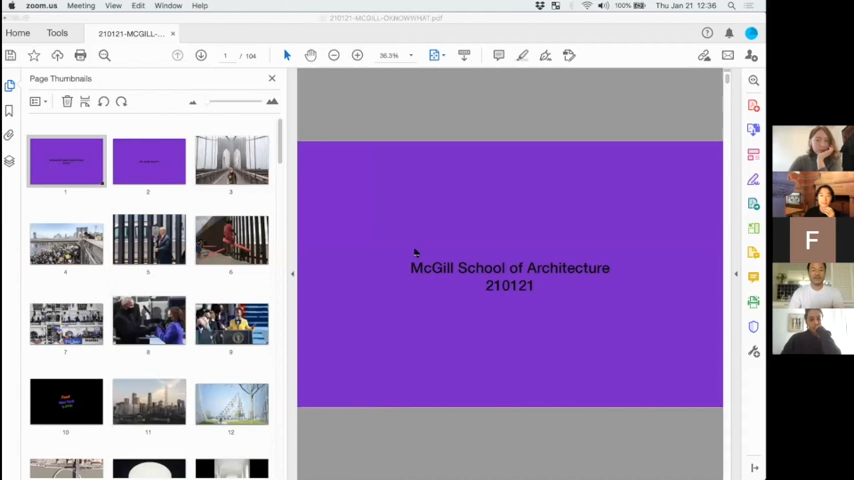 zoom.us Meeting View Edit Window Help
100%
Thu Jan 21 12:36
210121-MCGILL-OKNOWWHAT.pdf
Home Tools 210121-MCGILL-... ×
1 / 104
36.3%
Page Thumbnails
1
2
3
4
5
6
7
8
9
10
11
12
McGill School of Architecture
210121
F